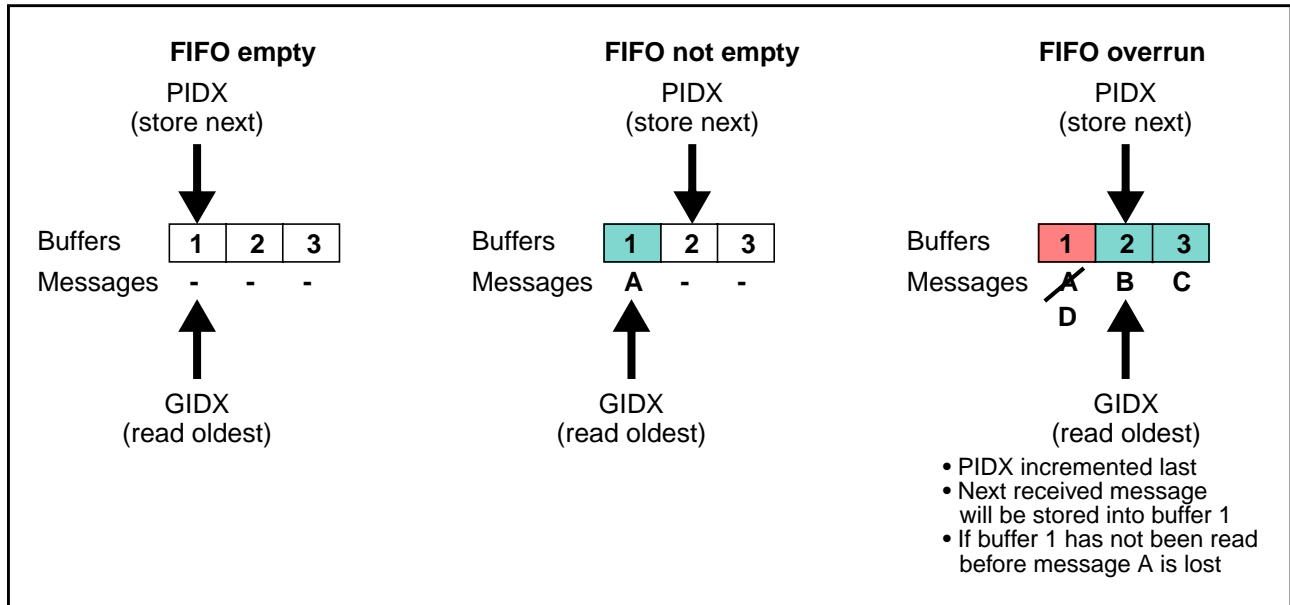 FIFO empty
PIDX
(store next)
Buffers 1 2 3
Messages - - -
GIDX
(read oldest)
FIFO not empty
PIDX
(store next)
Buffers 1 2 3
Messages A - -
GIDX
(read oldest)
FIFO overrun
PIDX
(store next)
Buffers 1 2 3
Messages A B C
D
GIDX
(read oldest)
• PIDX incremented last
• Next received message
will be stored into buffer 1
• If buffer 1 has not been read
before message A is lost